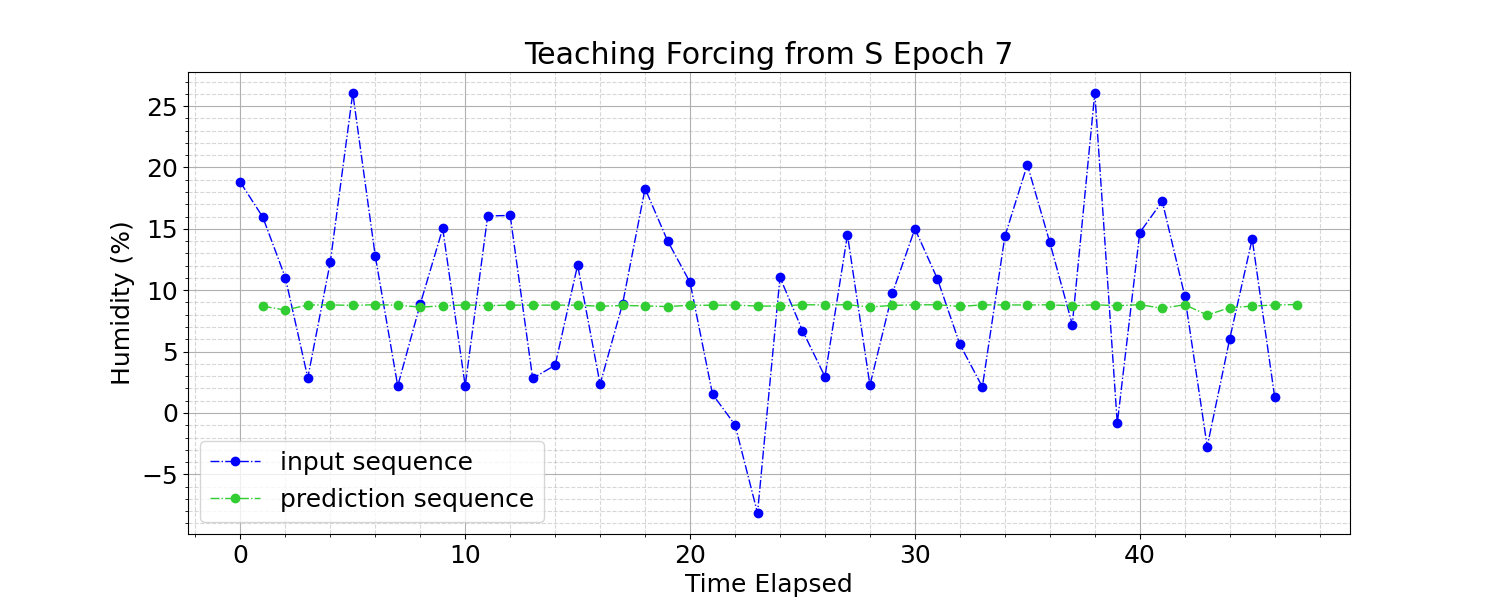 Teaching Forcing from S Epoch 7
Humidity (%)
25
20
15
10
5
0
−5
input sequence
prediction sequence
0 10 20 30 40
Time Elapsed